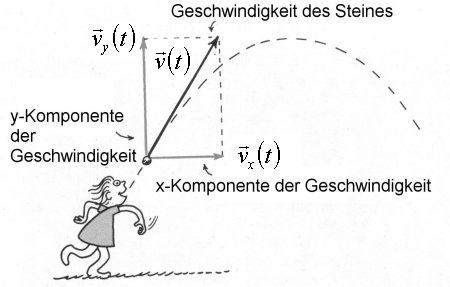 Geschwindigkeit des Steines
v⃗y(t)
v⃗(t)
y-Komponente
der
Geschwindigkeit
v⃗x(t)
x-Komponente der Geschwindigkeit